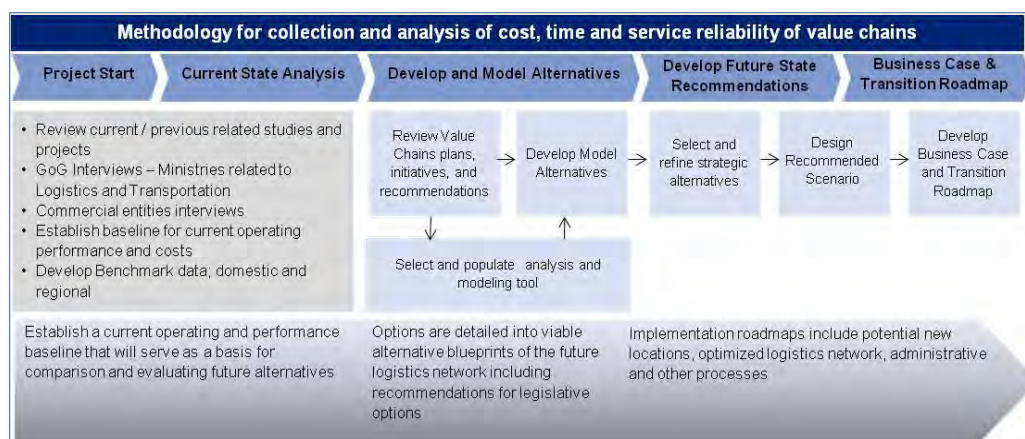 Methodology for collection and analysis of cost, time and service reliability of value chains
Project Start
Current State Analysis
Develop and Model Alternatives
Develop Future State
Recommendations
Business Case &
Transition Roadmap
• Review current / previous related studies and
projects
• GoG Interviews – Ministries related to
Logistics and Transportation
• Commercial entities interviews
• Establish baseline for current operating
performance and costs
• Develop Benchmark data, domestic and
regional
Review Value
Chains plans,
initiatives, and
recommendations
Develop Model
Alternatives
Select and populate analysis and
modeling tool
Select and
refine strategic
alternatives
Design
Recommended
Scenario
Develop
Business Case
and Transition
Roadmap
Establish a current operating and performance
baseline that will serve as a basis for
comparison and evaluating future alternatives
Options are detailed into viable
alternative blueprints of the future
logistics network including
recommendations for legislative
options
Implementation roadmaps include potential new
locations, optimized logistics network, administrative
and other processes